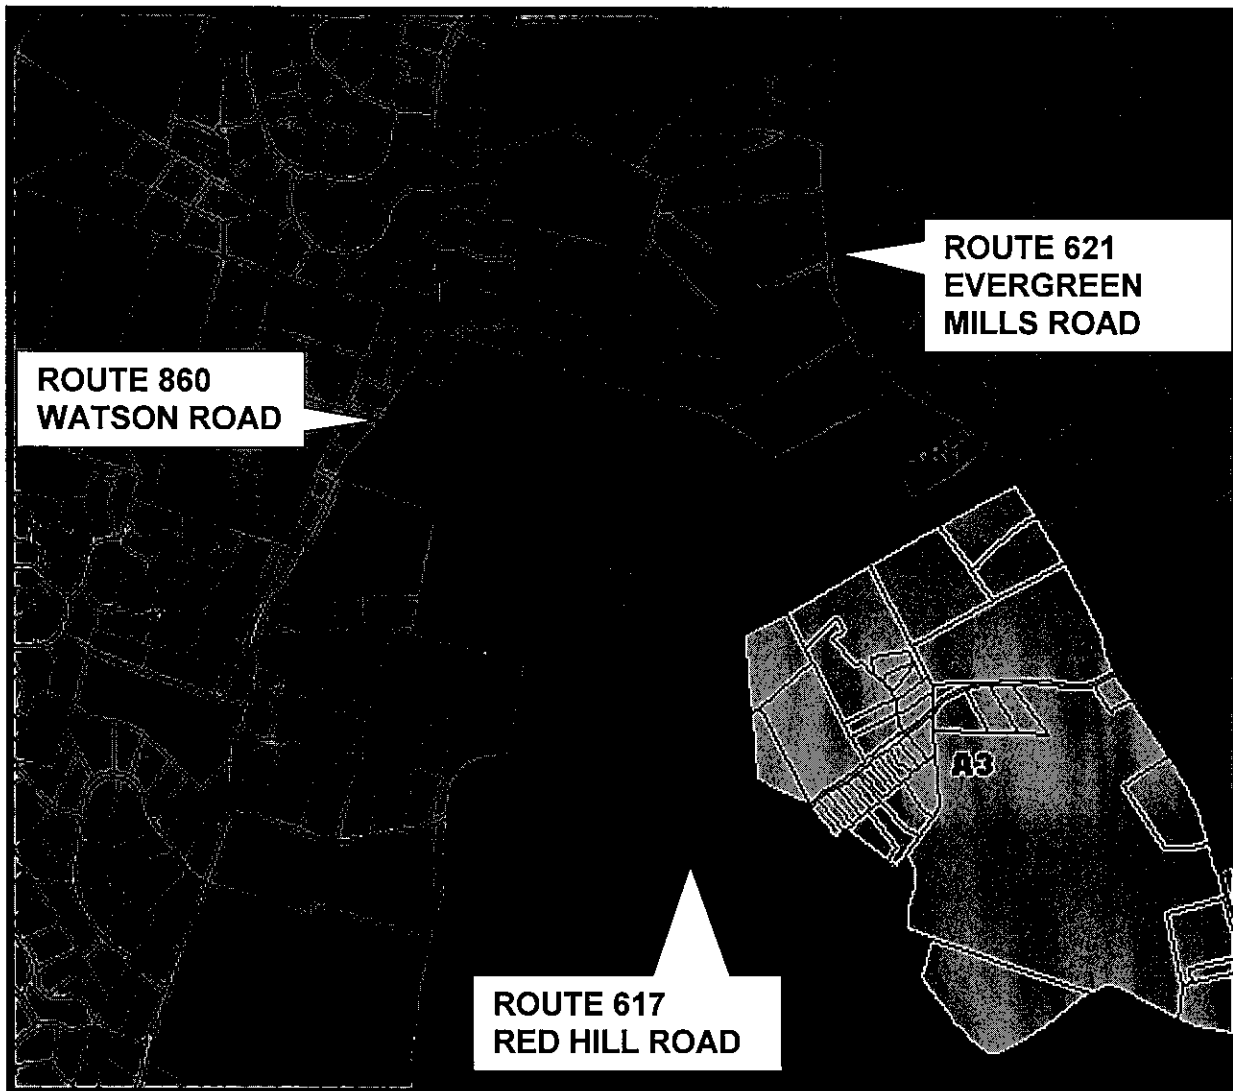 ROUTE 621
EVERGREEN
MILLS ROAD
ROUTE 860
WATSON ROAD
A3
ROUTE 617
RED HILL ROAD